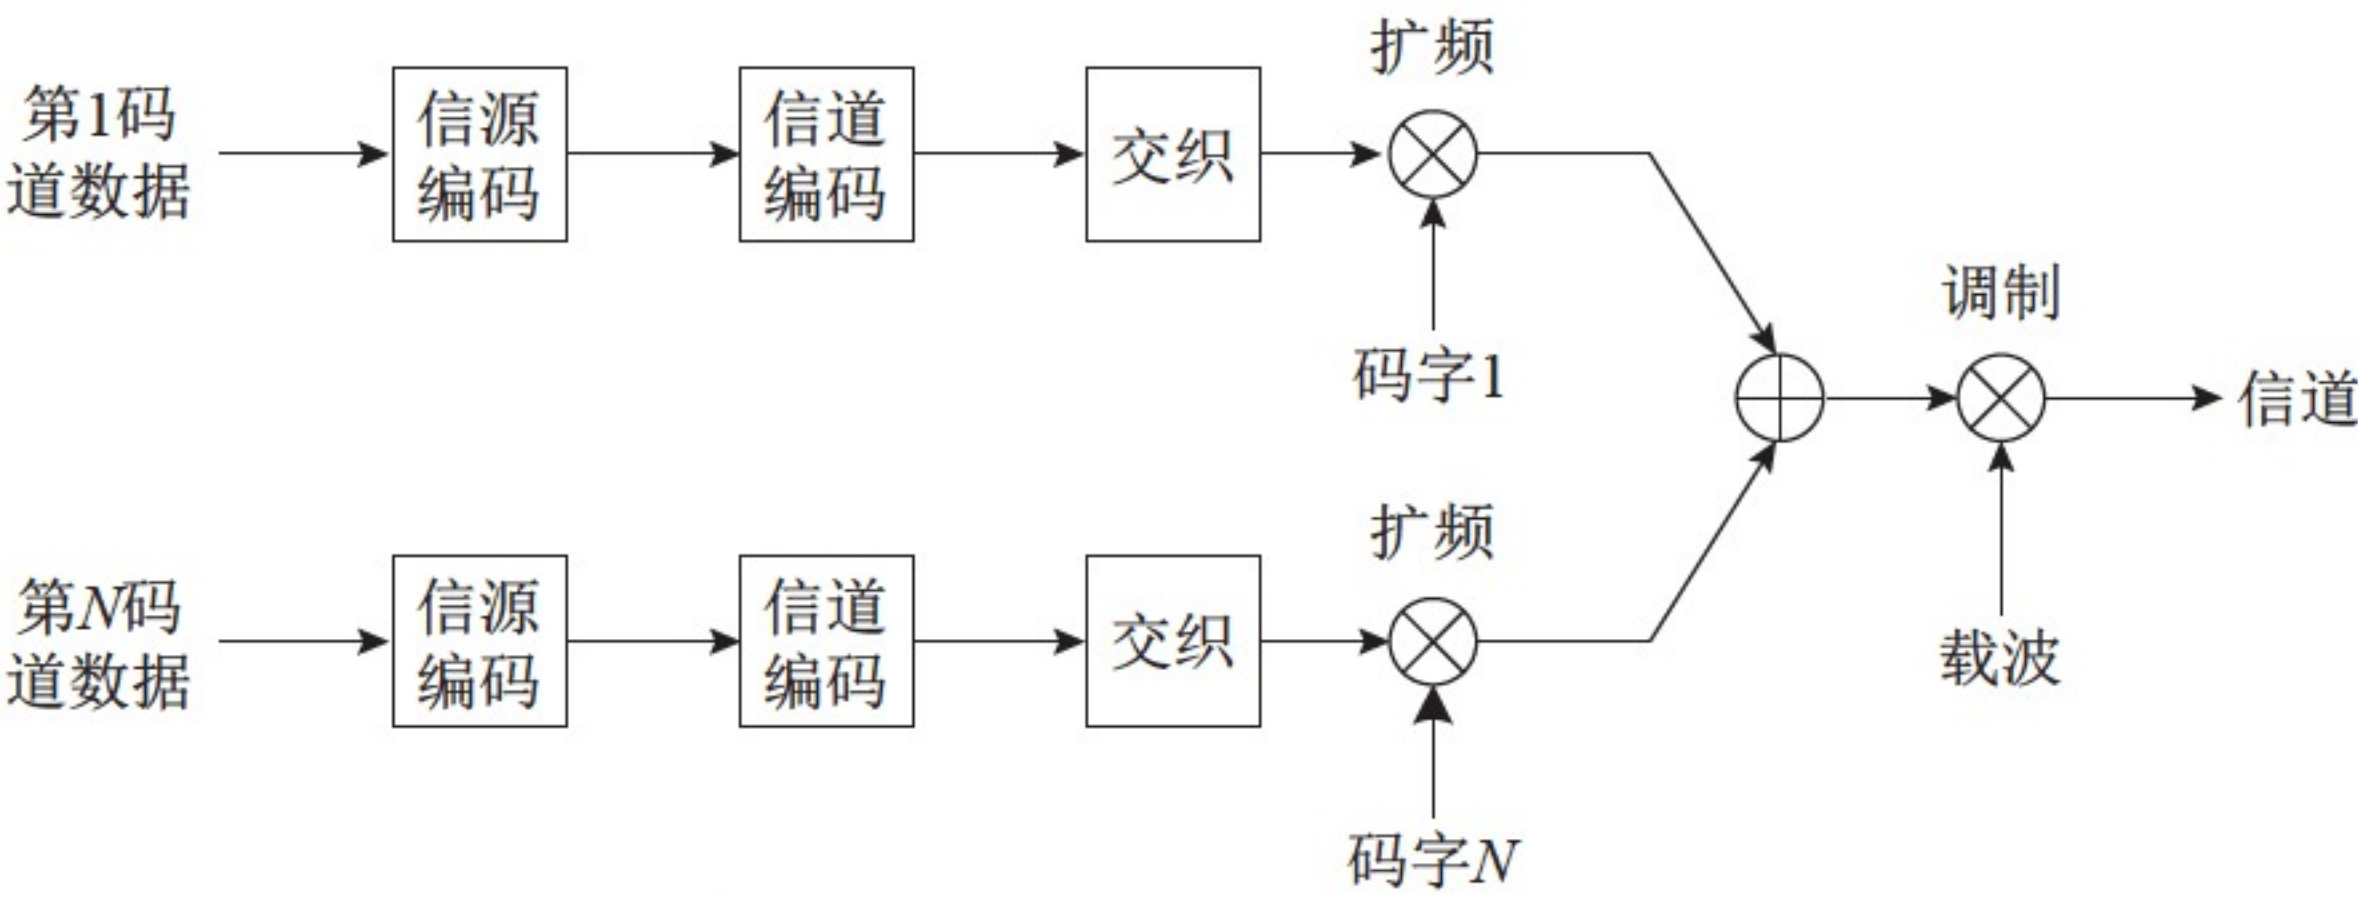 扩频
第1码
道数据
信源
编码
信道
编码
交织
码字1
调制
信道
载波
扩频
第N码
道数据
信源
编码
信道
编码
交织
码字N